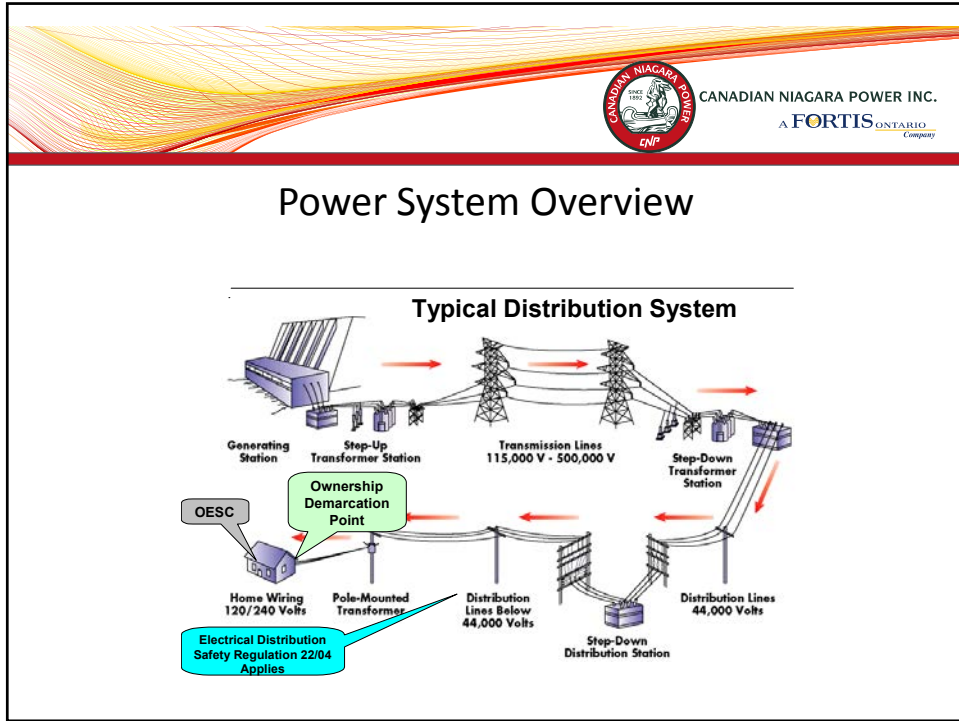 CANADIAN NIAGARA POWER
SINCE
1892
CNP
CANADIAN NIAGARA POWER INC.
A FORTIS ONTARIO
Company
Power System Overview
Typical Distribution System
Generating
Station
Step-Up
Transformer Station
Transmission Lines
115,000 V - 500,000 V
Step-Down
Transformer
Station
OESC
Ownership
Demarcation
Point
Home Wiring
120/240 Volts
Pole-Mounted
Transformer
Distribution
Lines Below
44,000 Volts
Step-Down
Distribution Station
Distribution Lines
44,000 Volts
Electrical Distribution
Safety Regulation 22/04
Applies